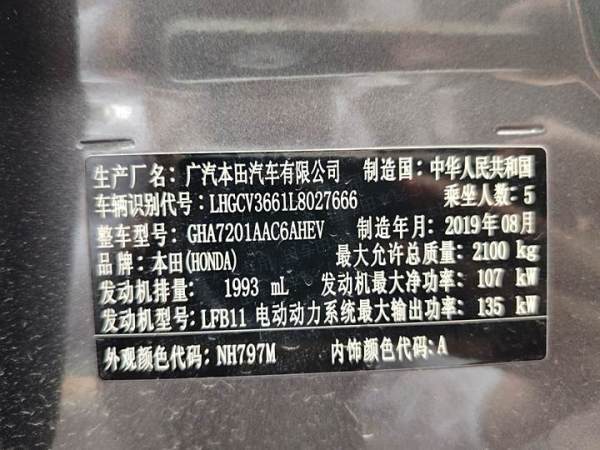 生产厂名：广汽本田汽车有限公司 制造国：中华人民共和国
车辆识别代号：LHGCV3661L8027666 乘坐人数：5
整车型号：GHA7201AAC6AHEV 制造年月：2019年08月
品牌：本田(HONDA) 最大允许总质量：2100 kg
发动机排量： 1993 mL 发动机最大净功率：107 kW
发动机型号：LFB11 电动动力系统最大输出功率：135 kW
外观颜色代码：NH797M 内饰颜色代码：A